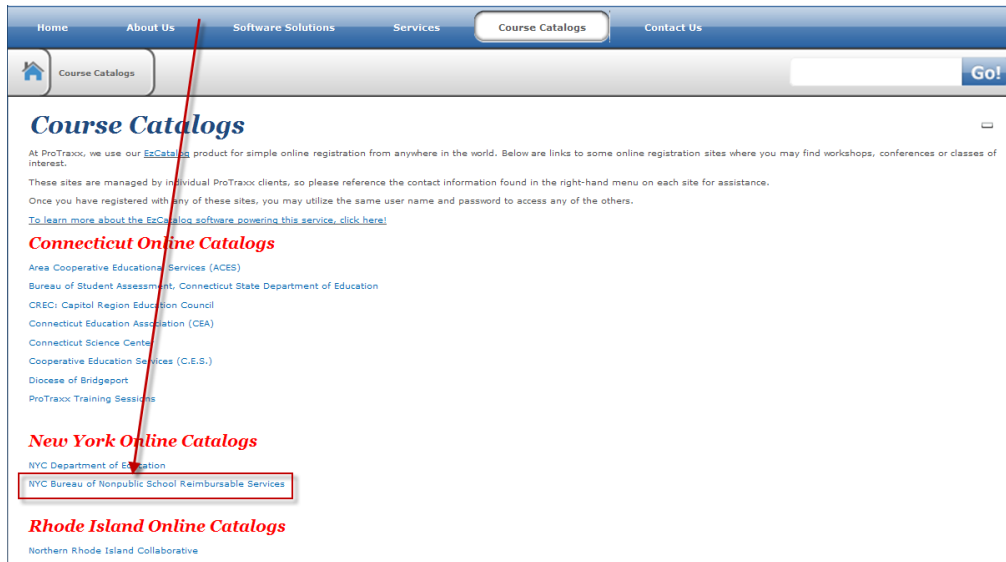 Home About Us Software Solutions Services Course Catalogs Contact Us
Course Catalogs Go!
Course Catalogs
At ProTraxx, we use our EzCatalog product for simple online registration from anywhere in the world. Below are links to some online registration sites where you may find workshops, conferences or classes of
interest.
These sites are managed by individual ProTraxx clients, so please reference the contact information found in the right-hand menu on each site for assistance.
Once you have registered with any of these sites, you may utilize the same user name and password to access any of the others.
To learn more about the EzCatalog software powering this service, click here!
Connecticut Online Catalogs
Area Cooperative Educational Services (ACES)
Bureau of Student Assessment, Connecticut State Department of Education
CREC: Capitol Region Education Council
Connecticut Education Association (CEA)
Connecticut Science Center
Cooperative Education Services (C.E.S.)
Diocese of Bridgeport
ProTraxx Training Sessions
New York Online Catalogs
NYC Department of Education
NYC Bureau of Nonpublic School Reimbursable Services
Rhode Island Online Catalogs
Northern Rhode Island Collaborative